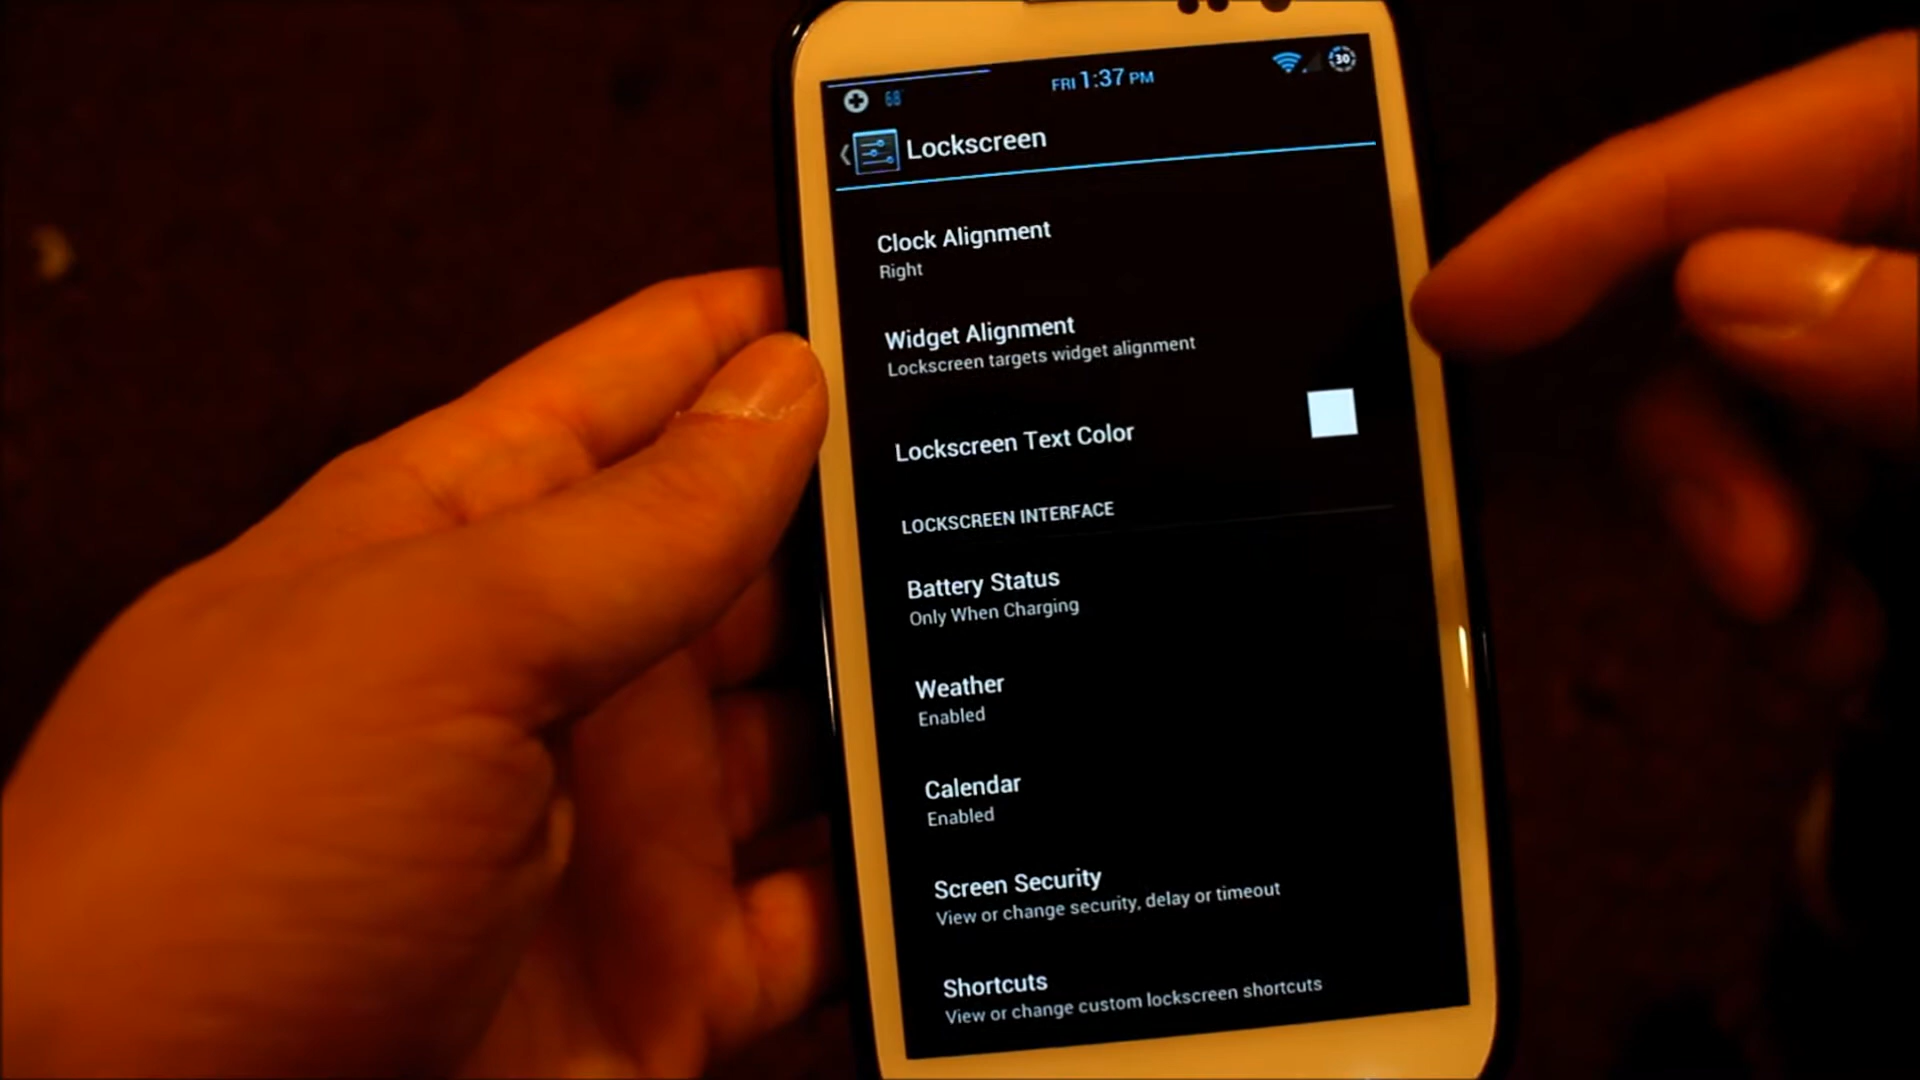 FRI 1:37 PM
30
68°
Lockscreen
Clock Alignment
Right
Widget Alignment
Lockscreen targets widget alignment
Lockscreen Text Color
LOCKSCREEN INTERFACE
Battery Status
Only When Charging
Weather
Enabled
Calendar
Enabled
Screen Security
View or change security, delay or timeout
Shortcuts
View or change custom lockscreen shortcuts